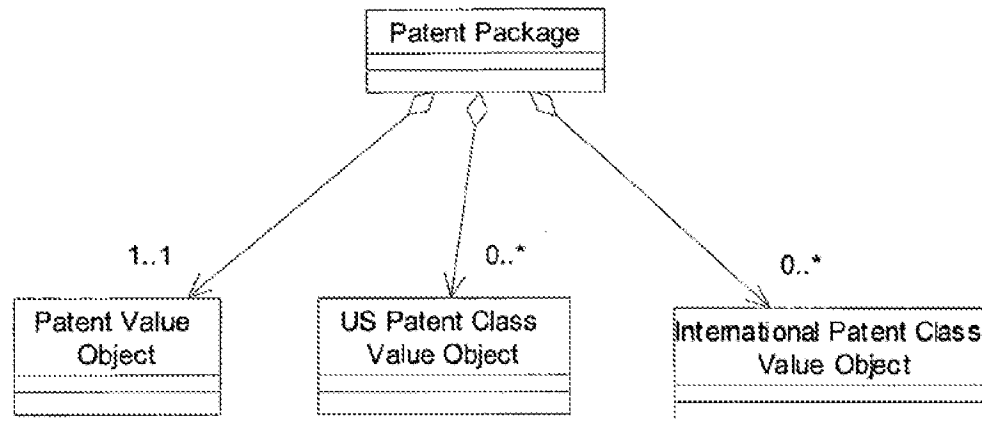 Patent Package
1..1
0..*
0..*
Patent Value
Object
US Patent Class
Value Object
International Patent Class
Value Object